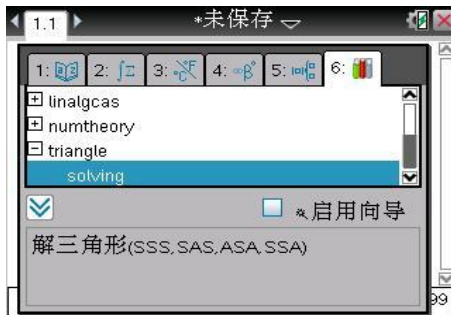 1.1 *未保存
1: 2: ∫Σ 3: °C°F 4: ∞β° 5: 6:
linalgcas
numtheory
triangle
solving
启用向导
解三角形(SSS,SAS,ASA,SSA)
99